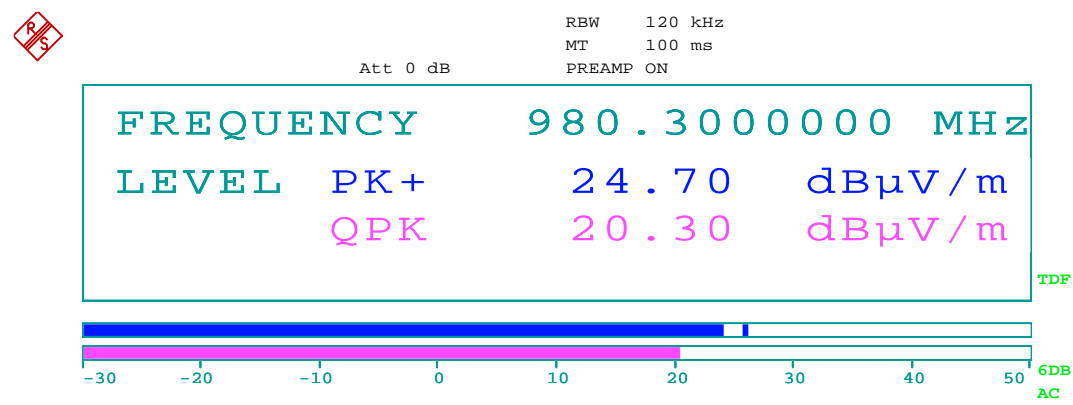 R
S
RBW 120 kHz
MT 100 ms
Att 0 dB PREAMP ON
FREQUENCY 980.3000000 MHz
LEVEL PK+ 24.70 dBµV/m
QPK 20.30 dBµV/m
TDF
-30 -20 -10 0 10 20 30 40 50
6DB
AC